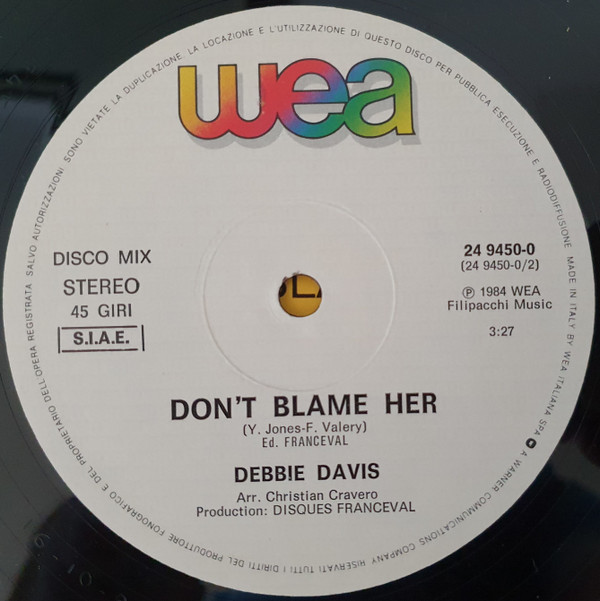 SONO VIETATE LA DUPLICAZIONE, LA LOCAZIONE E L'UTILIZZAZIONE DI QUESTO DISCO PER PUBBLICA ESECUZIONE E RADIODIFFUSIONE MADE IN ITALY BY WEA ITALIANA SPA A WARNER COMMUNICATIONS COMPANY RISERVATI TUTTI I DIRITTI DEL PRODUTTORE FONOGRAFICO E DEL PROPRIETARIO DELL'OPERA REGISTRATA SALVO AUTORIZZAZIONI
wea
DISCO MIX
STEREO
45 GIRI
S.I.A.E.
24 9450-0
(24 9450-0/2)
℗ 1984 WEA
Filipacchi Music
3:27
DON'T BLAME HER
(Y. Jones-F. Valery)
Ed. FRANCEVAL
DEBBIE DAVIS
Arr. Christian Cravero
Production: DISQUES FRANCEVAL